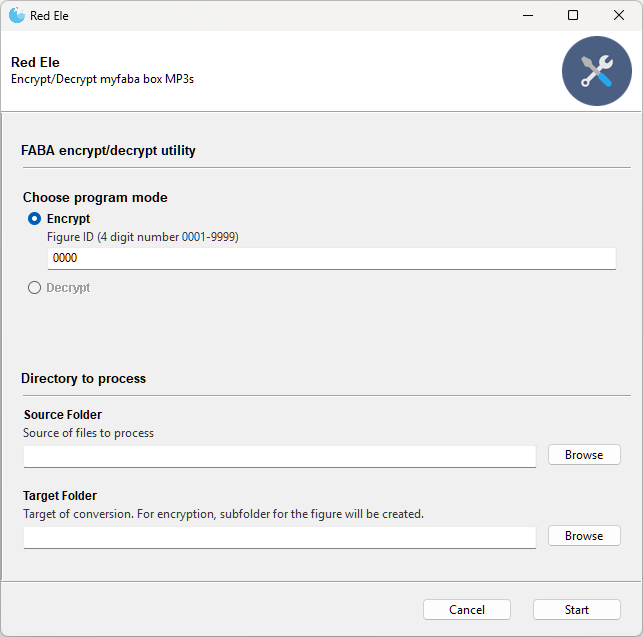 Red Ele
Red Ele
Encrypt/Decrypt myfaba box MP3s
FABA encrypt/decrypt utility
Choose program mode
Encrypt
Figure ID (4 digit number 0001-9999)
0000
Decrypt
Directory to process
Source Folder
Source of files to process
Browse
Target Folder
Target of conversion. For encryption, subfolder for the figure will be created.
Browse
Cancel
Start